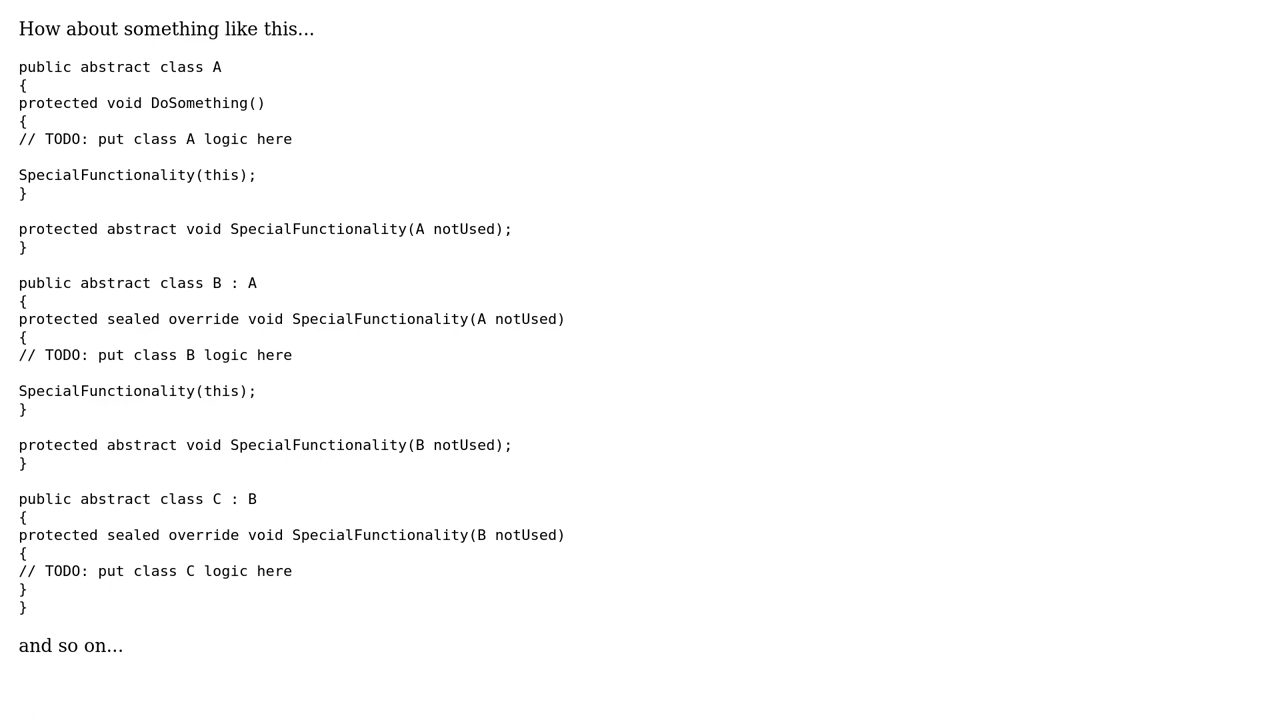 How about something like this...
public abstract class A
{
protected void DoSomething()
{
// TODO: put class A logic here
SpecialFunctionality(this);
}
protected abstract void SpecialFunctionality(A notUsed);
}
public abstract class B : A
{
protected sealed override void SpecialFunctionality(A notUsed)
{
// TODO: put class B logic here
SpecialFunctionality(this);
}
protected abstract void SpecialFunctionality(B notUsed);
}
public abstract class C : B
{
protected sealed override void SpecialFunctionality(B notUsed)
{
// TODO: put class C logic here
}
}
and so on...